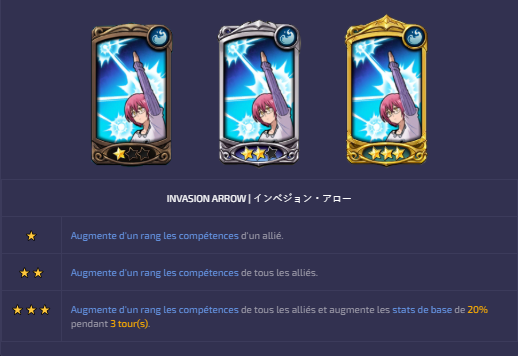 INVASION ARROW | インベジョン・アロー
Augmente d'un rang les compétences d'un allié.
Augmente d'un rang les compétences de tous les alliés.
Augmente d'un rang les compétences de tous les alliés et augmente les stats de base de 20%
pendant 3 tour(s).